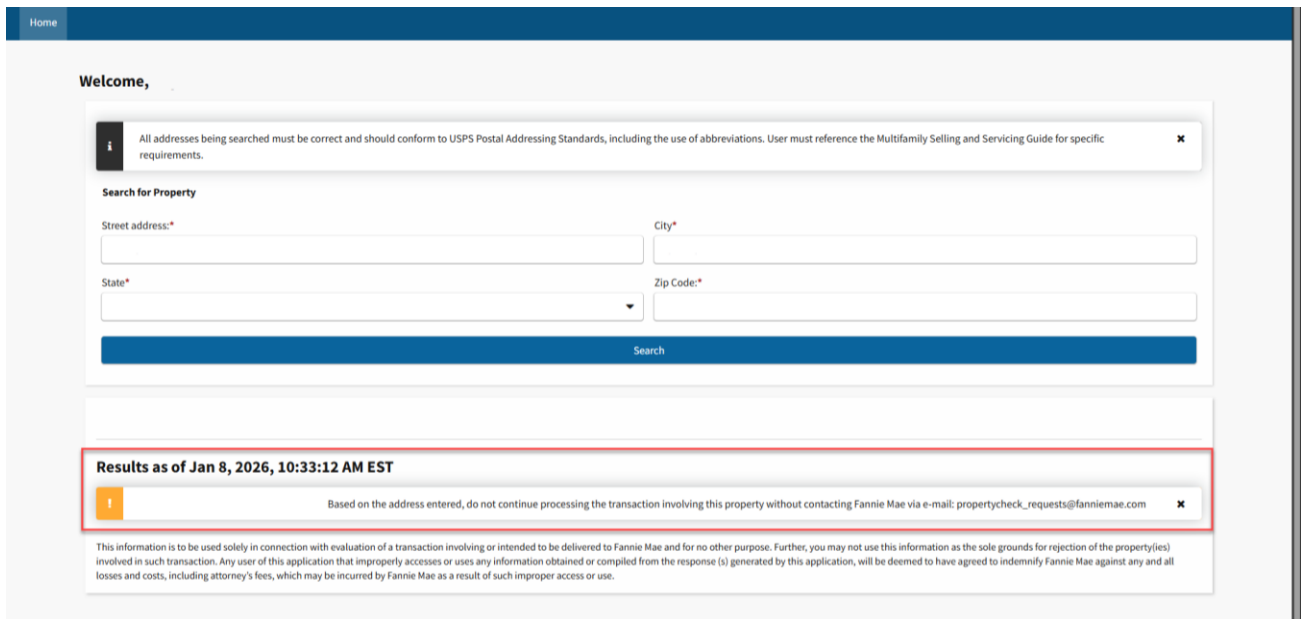 Home
Welcome,
All addresses being searched must be correct and should conform to USPS Postal Addressing Standards, including the use of abbreviations. User must reference the Multifamily Selling and Servicing Guide for specific
requirements.
Search for Property
Street address:*
City*
State*
Zip Code:*
Search
Results as of Jan 8, 2026, 10:33:12 AM EST
Based on the address entered, do not continue processing the transaction involving this property without contacting Fannie Mae via e-mail: propertycheck_requests@fanniemae.com
This information is to be used solely in connection with evaluation of a transaction involving or intended to be delivered to Fannie Mae and for no other purpose. Further, you may not use this information as the sole grounds for rejection of the property(ies)
involved in such transaction. Any user of this application that improperly accesses or uses any information obtained or compiled from the response (s) generated by this application, will be deemed to have agreed to indemnify Fannie Mae against any and all
losses and costs, including attorney's fees, which may be incurred by Fannie Mae as a result of such improper access or use.